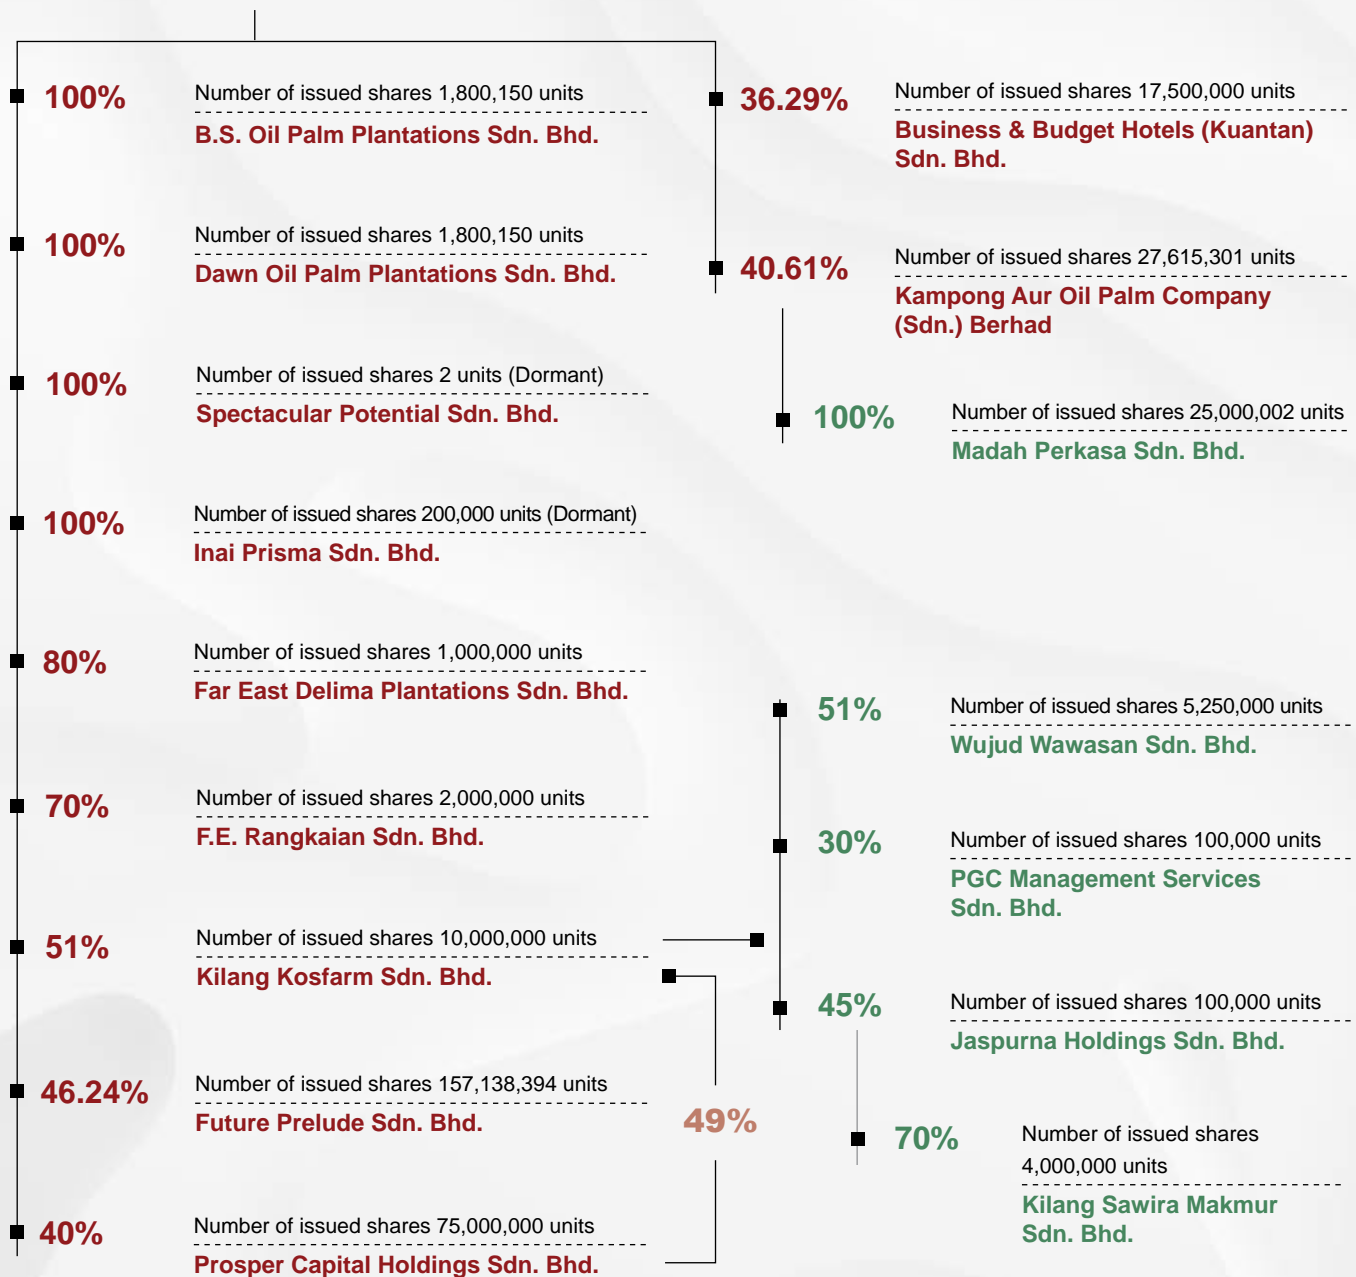 100%
Number of issued shares 1,800,150 units
B.S. Oil Palm Plantations Sdn. Bhd.
100%
Number of issued shares 1,800,150 units
Dawn Oil Palm Plantations Sdn. Bhd.
100%
Number of issued shares 2 units (Dormant)
Spectacular Potential Sdn. Bhd.
100%
Number of issued shares 200,000 units (Dormant)
Inai Prisma Sdn. Bhd.
80%
Number of issued shares 1,000,000 units
Far East Delima Plantations Sdn. Bhd.
70%
Number of issued shares 2,000,000 units
F.E. Rangkaian Sdn. Bhd.
51%
Number of issued shares 10,000,000 units
Kilang Kosfarm Sdn. Bhd.
46.24%
Number of issued shares 157,138,394 units
Future Prelude Sdn. Bhd.
40%
Number of issued shares 75,000,000 units
Prosper Capital Holdings Sdn. Bhd.
49%
36.29%
Number of issued shares 17,500,000 units
Business & Budget Hotels (Kuantan)
Sdn. Bhd.
40.61%
Number of issued shares 27,615,301 units
Kampong Aur Oil Palm Company
(Sdn.) Berhad
100%
Number of issued shares 25,000,002 units
Madah Perkasa Sdn. Bhd.
51%
Number of issued shares 5,250,000 units
Wujud Wawasan Sdn. Bhd.
30%
Number of issued shares 100,000 units
PGC Management Services
Sdn. Bhd.
45%
Number of issued shares 100,000 units
Jaspurna Holdings Sdn. Bhd.
70%
Number of issued shares
4,000,000 units
Kilang Sawira Makmur
Sdn. Bhd.